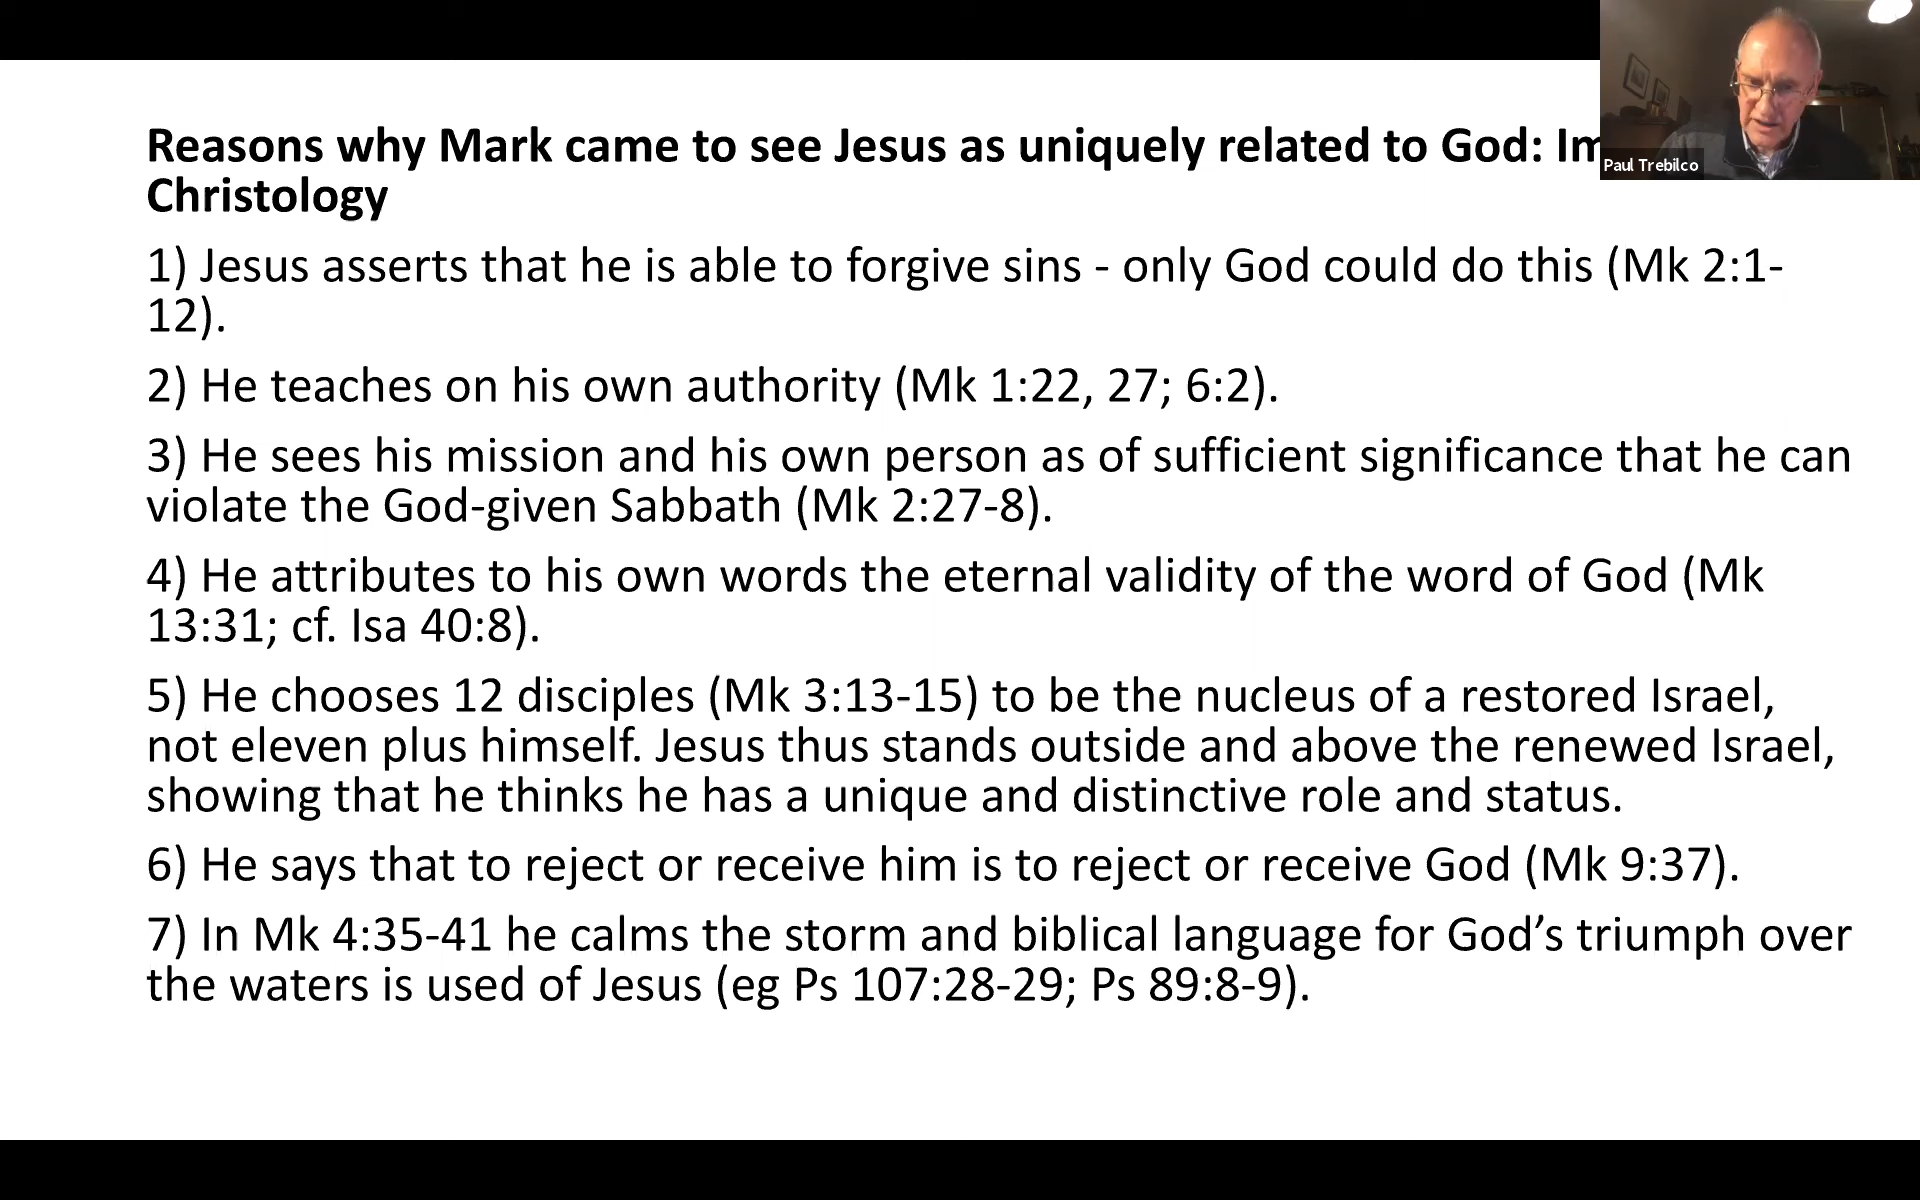 Reasons why Mark came to see Jesus as uniquely related to God:
Christology
1) Jesus asserts that he is able to forgive sins - only God could do this (Mk 2:1-
12).
2) He teaches on his own authority (Mk 1:22, 27; 6:2).
3) He sees his mission and his own person as of sufficient significance that he can
violate the God-given Sabbath (Mk 2:27-8).
4) He attributes to his own words the eternal validity of the word of God (Mk
13:31; cf. Isa 40:8).
5) He chooses 12 disciples (Mk 3:13-15) to be the nucleus of a restored Israel,
not eleven plus himself. Jesus thus stands outside and above the renewed Israel,
showing that he thinks he has a unique and distinctive role and status.
6) He says that to reject or receive him is to reject or receive God (Mk 9:37).
7) In Mk 4:35-41 he calms the storm and biblical language for God’s triumph over
the waters is used of Jesus (eg Ps 107:28-29; Ps 89:8-9).
Paul Trebilco